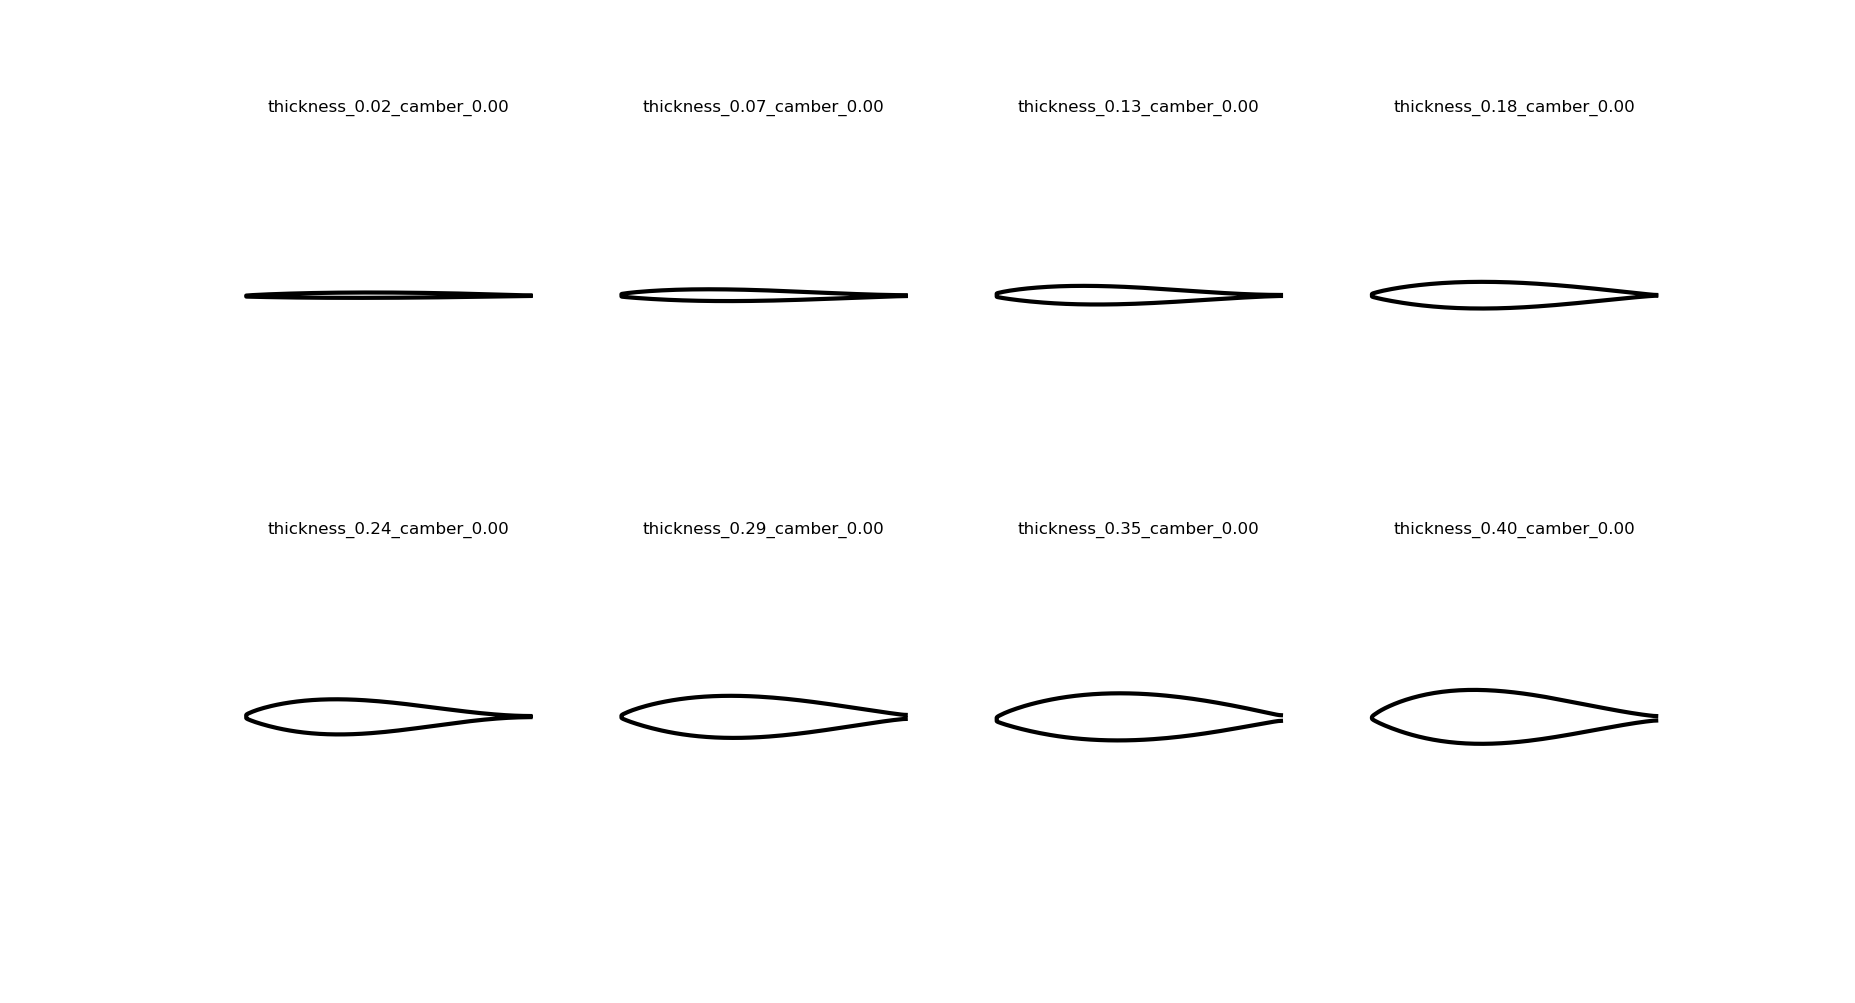 thickness_0.02_camber_0.00
thickness_0.07_camber_0.00
thickness_0.13_camber_0.00
thickness_0.18_camber_0.00
thickness_0.24_camber_0.00
thickness_0.29_camber_0.00
thickness_0.35_camber_0.00
thickness_0.40_camber_0.00